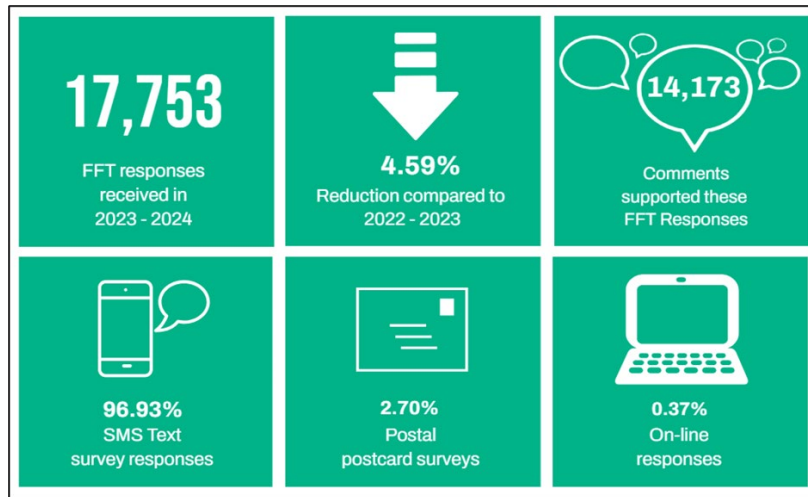 17,753
FFT responses
received in
2023 - 2024
4.59%
Reduction compared to
2022 - 2023
14,173
Comments
supported these
FFT Responses
96.93%
SMS Text
survey responses
2.70%
Postal
postcard surveys
0.37%
On-line
responses